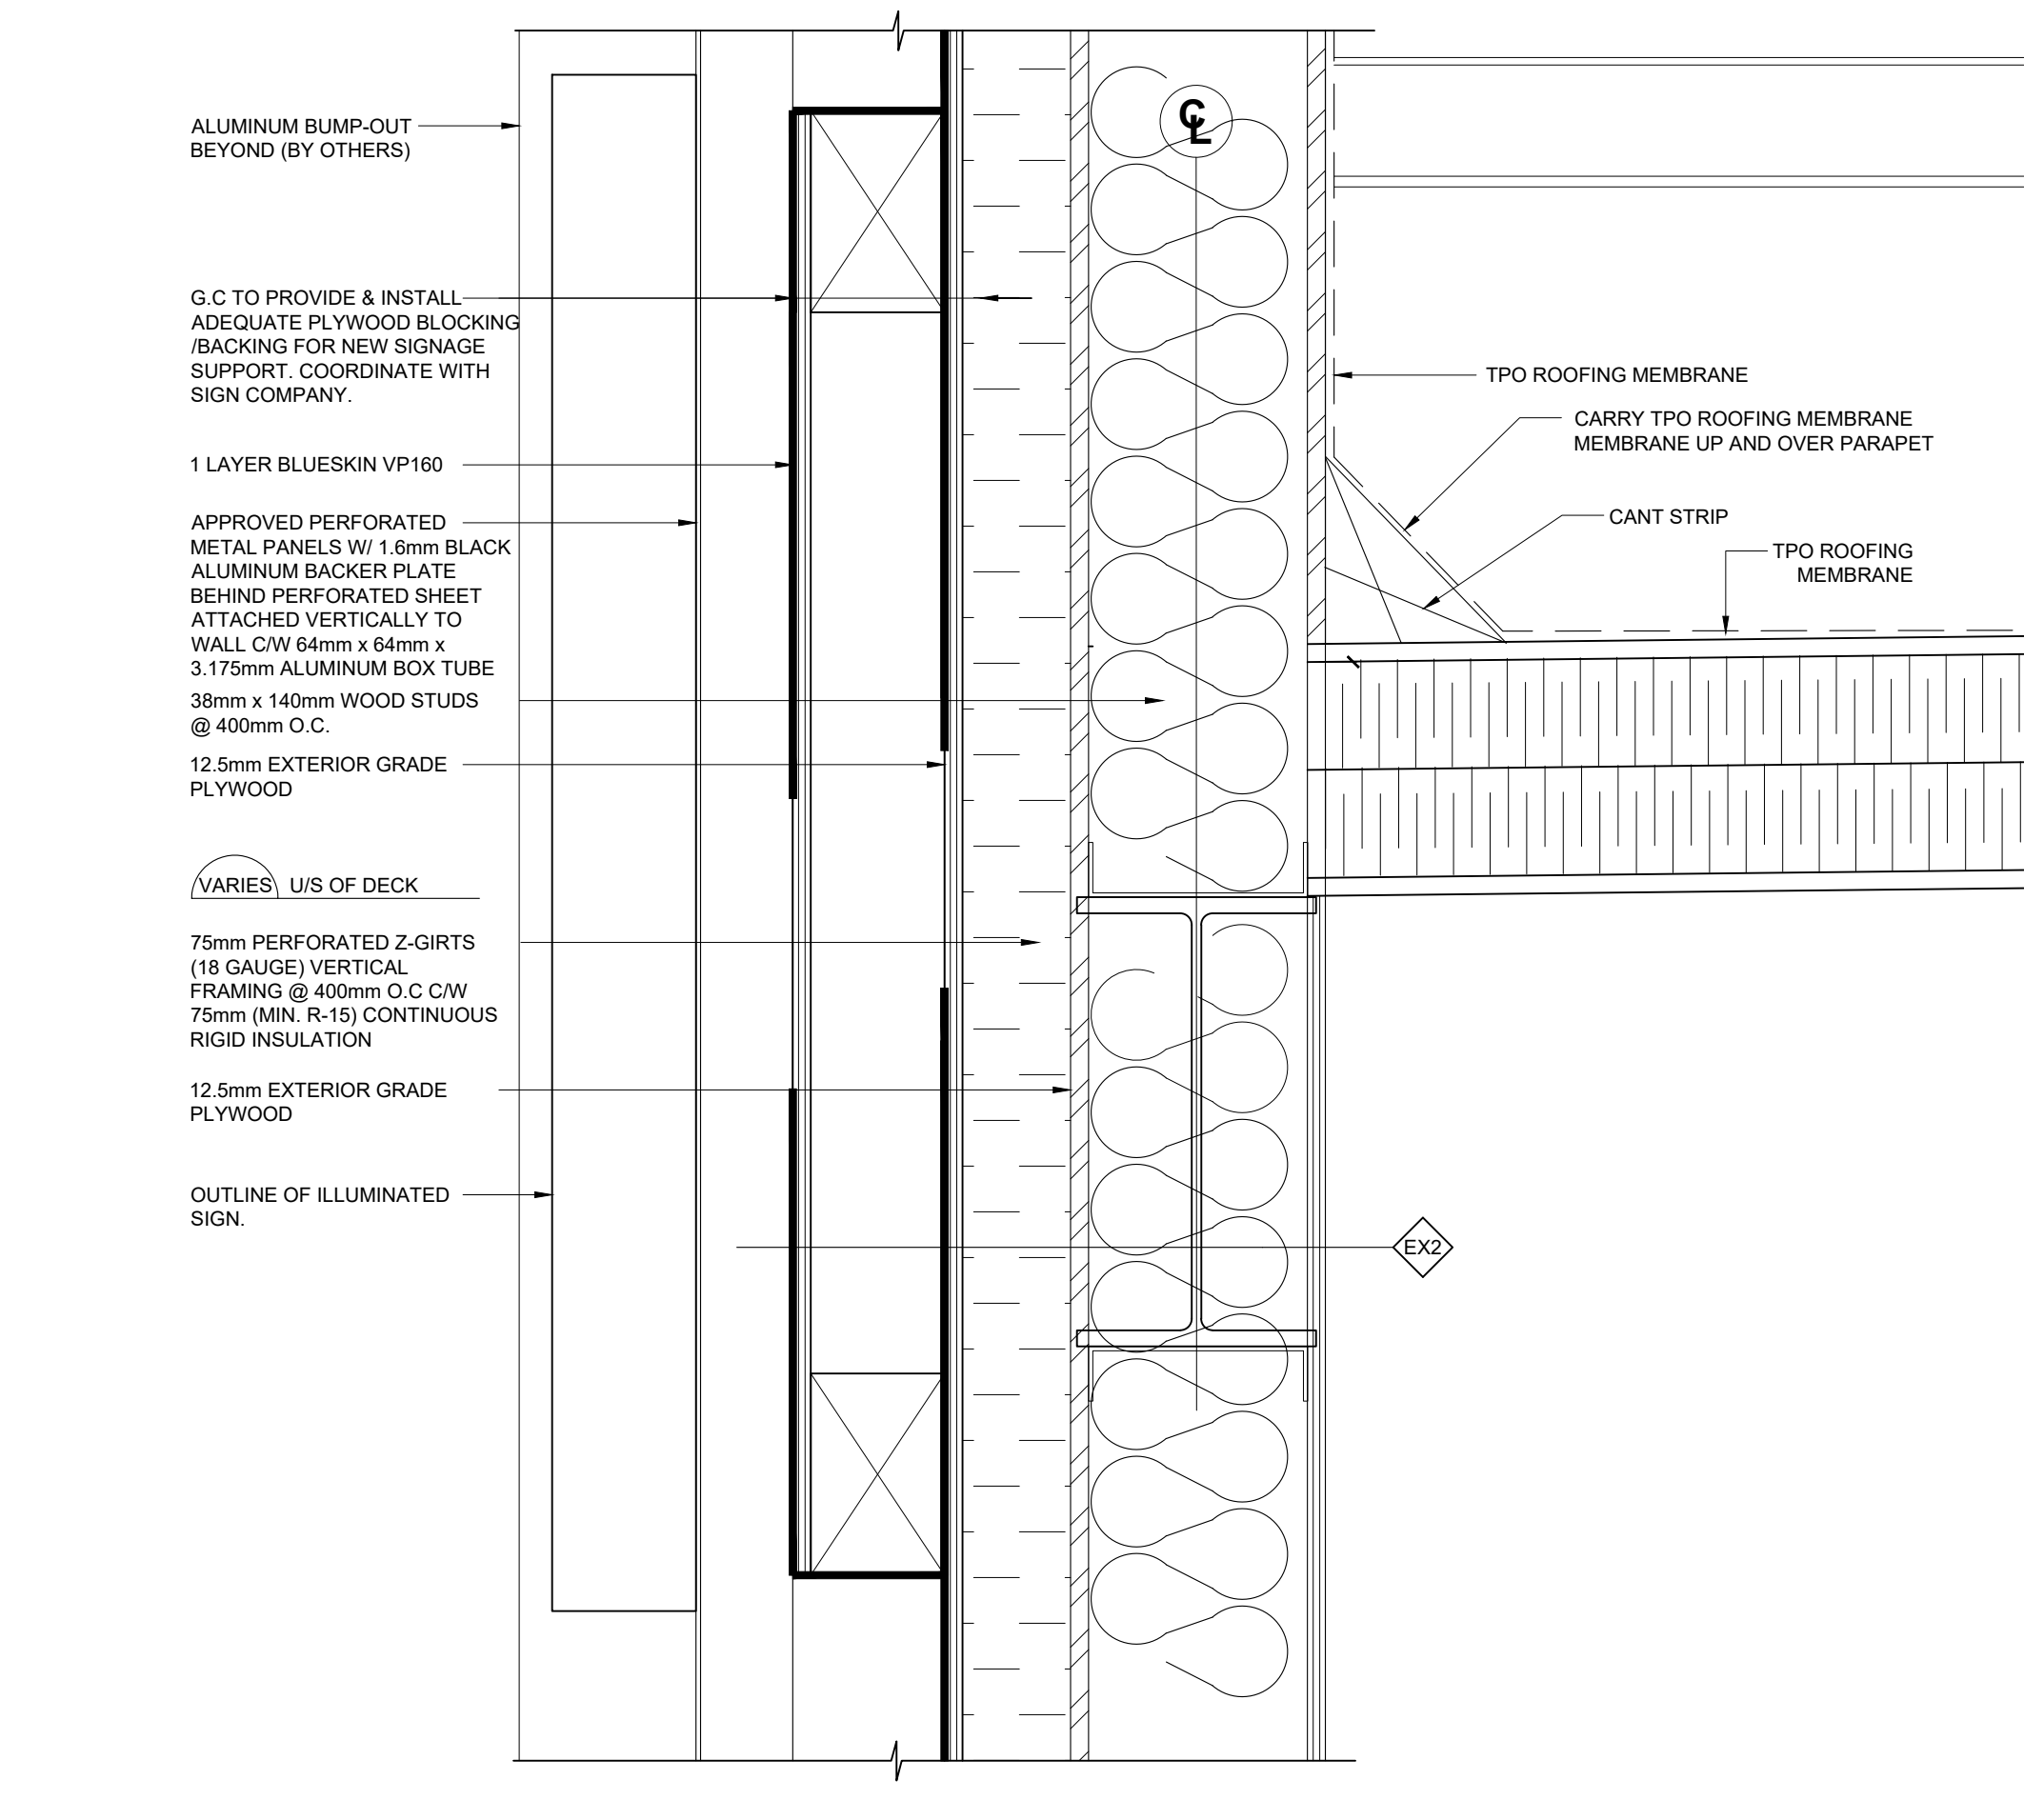 ALUMINUM BUMP-OUT
BEYOND (BY OTHERS)
G.C TO PROVIDE & INSTALL
ADEQUATE PLYWOOD BLOCKING
/BACKING FOR NEW SIGNAGE
SUPPORT. COORDINATE WITH
SIGN COMPANY.
1 LAYER BLUESKIN VP160
APPROVED PERFORATED
METAL PANELS W/ 1.6mm BLACK
ALUMINUM BACKER PLATE
BEHIND PERFORATED SHEET
ATTACHED VERTICALLY TO
WALL C/W 64mm x 64mm x
3.175mm ALUMINUM BOX TUBE
38mm x 140mm WOOD STUDS
@ 400mm O.C.
12.5mm EXTERIOR GRADE
PLYWOOD
VARIES U/S OF DECK
75mm PERFORATED Z-GIRTS
(18 GAUGE) VERTICAL
FRAMING @ 400mm O.C C/W
75mm (MIN. R-15) CONTINUOUS
RIGID INSULATION
12.5mm EXTERIOR GRADE
PLYWOOD
OUTLINE OF ILLUMINATED
SIGN.
CL
TPO ROOFING MEMBRANE
CARRY TPO ROOFING MEMBRANE
MEMBRANE UP AND OVER PARAPET
CANT STRIP
TPO ROOFING
MEMBRANE
EX2